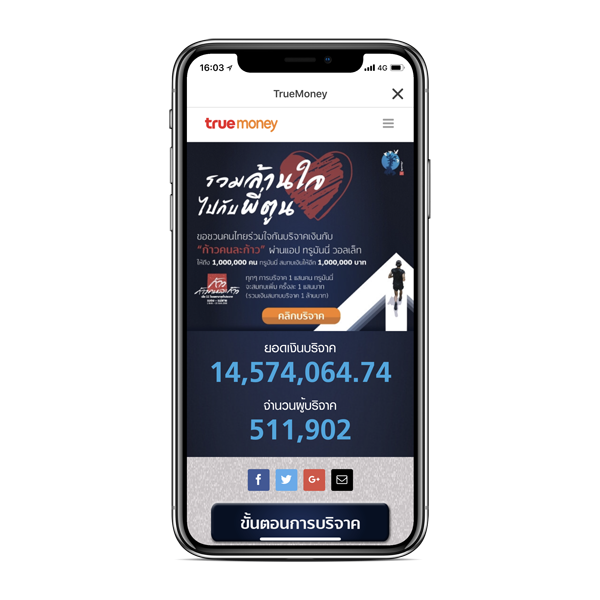 16:03
4G
TrueMoney
truemoney
รวมล้านใจ
ไปกับพี่ตูน
ขอชวนคนไทยร่วมใจกันบริจาคเงินกับ
“ก้าวคนละก้าว” ผ่านแอป ทรูมันนี่ วอลเล็ท
ให้ถึง 1,000,000 คน ทรูมันนี่ สมทบเงินให้อีก 1,000,000 บาท
ก้าว
ก้าวคนละก้าว
ทุกๆ การบริจาค 1 แสนคน ทรูมันนี่
จะสมทบเพิ่ม ครั้งละ 1 แสนบาท
(รวมเงินสมทบบริจาค 1 ล้านบาท)
คลิกบริจาค
ยอดเงินบริจาค
14,574,064.74
จำนวนผู้บริจาค
511,902
ขั้นตอนการบริจาค